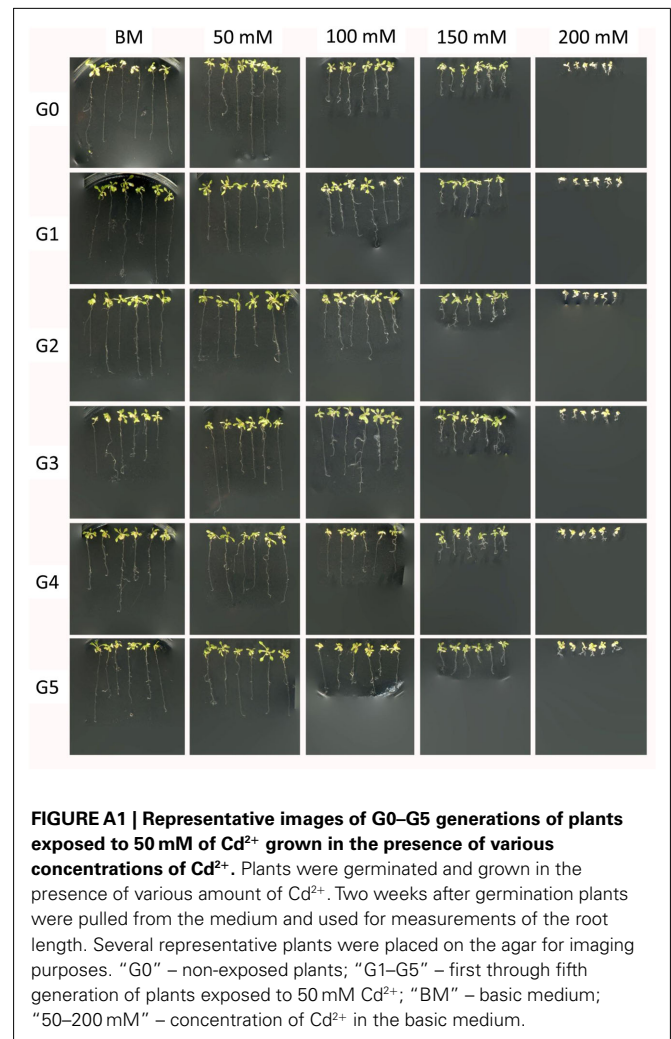 BM 50 mM 100 mM 150 mM 200 mM
G0
G1
G2
G3
G4
G5
FIGURE A1 | Representative images of G0–G5 generations of plants
exposed to 50 mM of Cd²⁺ grown in the presence of various
concentrations of Cd²⁺. Plants were germinated and grown in the
presence of various amount of Cd²⁺. Two weeks after germination plants
were pulled from the medium and used for measurements of the root
length. Several representative plants were placed on the agar for imaging
purposes. “G0” – non-exposed plants; “G1–G5” – first through fifth
generation of plants exposed to 50 mM Cd²⁺; “BM” – basic medium;
“50–200 mM” – concentration of Cd²⁺ in the basic medium.